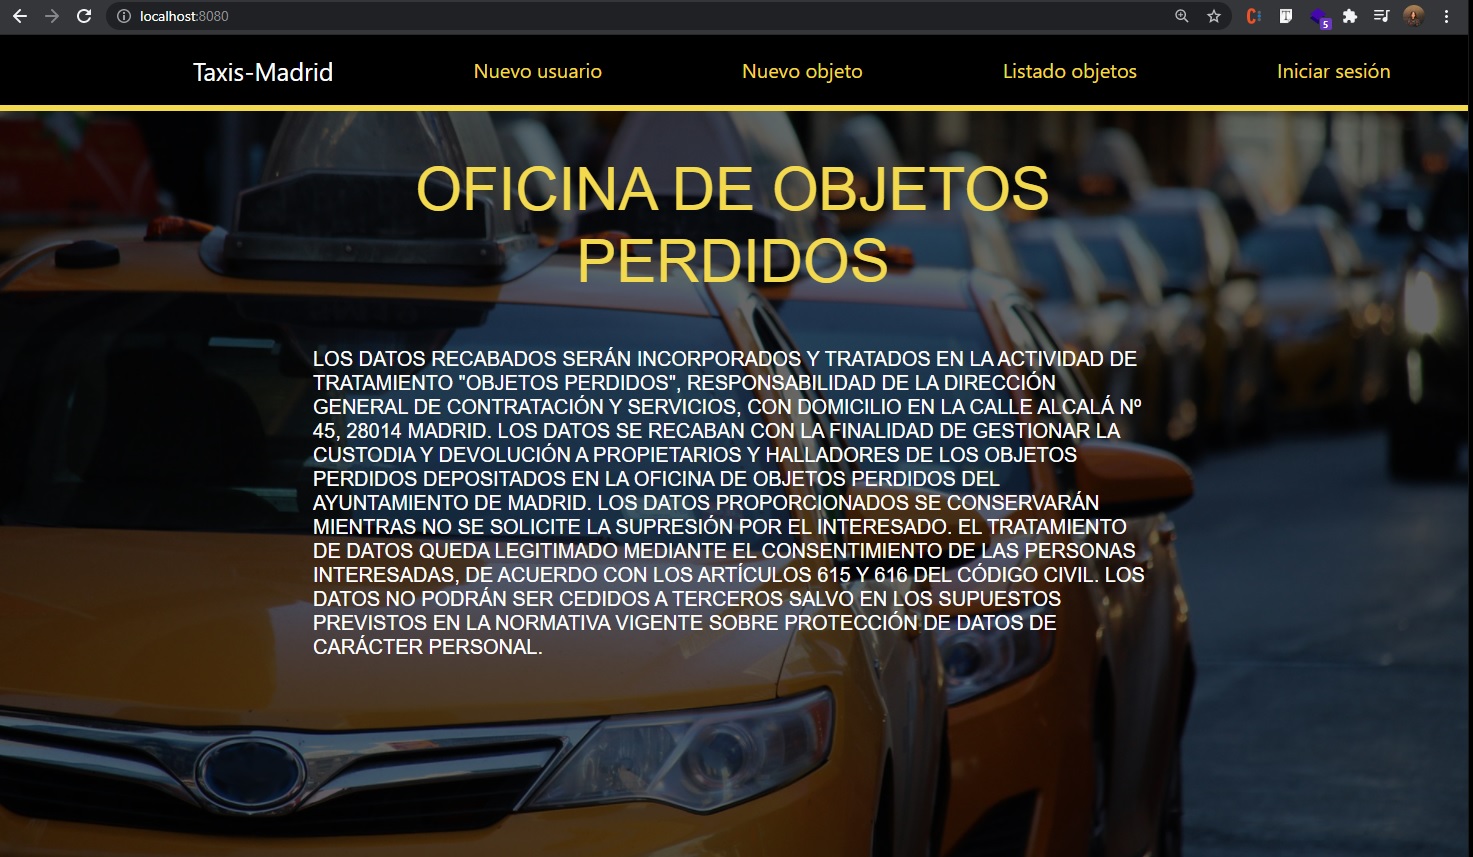 localhost:8080
5
Taxis-Madrid
Nuevo usuario
Nuevo objeto
Listado objetos
Iniciar sesión
OFICINA DE OBJETOS
PERDIDOS
LOS DATOS RECABADOS SERÁN INCORPORADOS Y TRATADOS EN LA ACTIVIDAD DE
TRATAMIENTO "OBJETOS PERDIDOS", RESPONSABILIDAD DE LA DIRECCIÓN
GENERAL DE CONTRATACIÓN Y SERVICIOS, CON DOMICILIO EN LA CALLE ALCALÁ Nº
45, 28014 MADRID. LOS DATOS SE RECABAN CON LA FINALIDAD DE GESTIONAR LA
CUSTODIA Y DEVOLUCIÓN A PROPIETARIOS Y HALLADORES DE LOS OBJETOS
PERDIDOS DEPOSITADOS EN LA OFICINA DE OBJETOS PERDIDOS DEL
AYUNTAMIENTO DE MADRID. LOS DATOS PROPORCIONADOS SE CONSERVARÁN
MIENTRAS NO SE SOLICITE LA SUPRESIÓN POR EL INTERESADO. EL TRATAMIENTO
DE DATOS QUEDA LEGITIMADO MEDIANTE EL CONSENTIMIENTO DE LAS PERSONAS
INTERESADAS, DE ACUERDO CON LOS ARTÍCULOS 615 Y 616 DEL CÓDIGO CIVIL. LOS
DATOS NO PODRÁN SER CEDIDOS A TERCEROS SALVO EN LOS SUPUESTOS
PREVISTOS EN LA NORMATIVA VIGENTE SOBRE PROTECCIÓN DE DATOS DE
CARÁCTER PERSONAL.